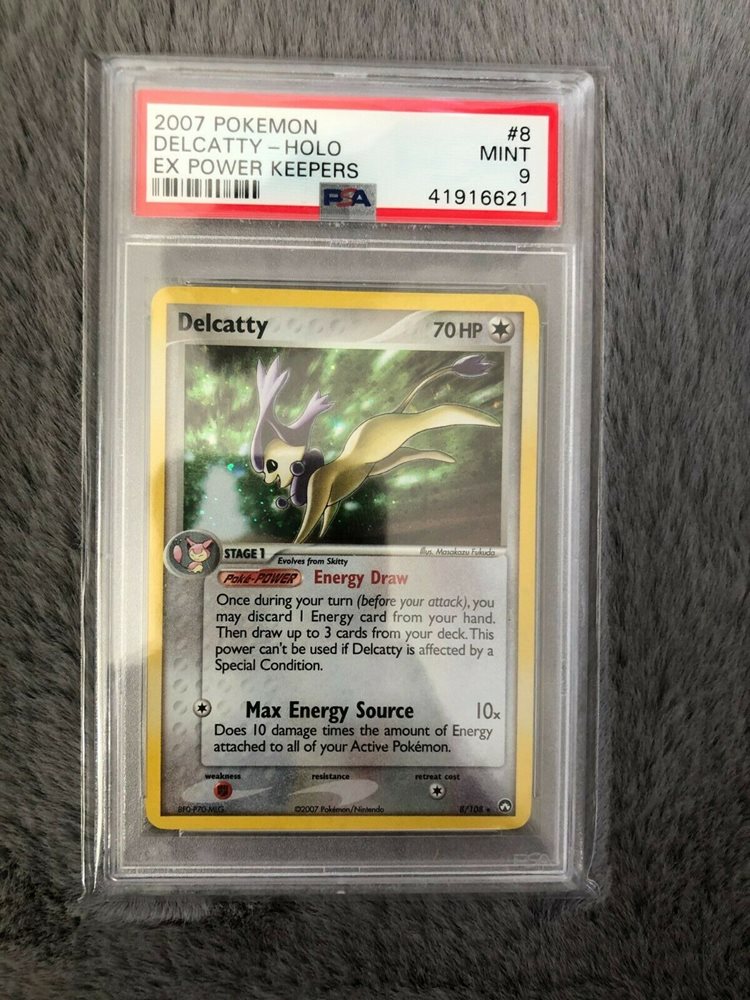 2007 POKEMON #8
DELCATTY - HOLO MINT
EX POWER KEEPERS 9
PSA 41916621
Delcatty 70 HP
Illus. Masakazu Fukuda
STAGE 1
Evolves from Skitty
Poké-POWER Energy Draw
Once during your turn (before your attack), you
may discard 1 Energy card from your hand.
Then draw up to 3 cards from your deck. This
power can't be used if Delcatty is affected by a
Special Condition.
Max Energy Source 10x
Does 10 damage times the amount of Energy
attached to all of your Active Pokémon.
weakness resistance retreat cost
©2007 Pokémon/Nintendo 8/108 ★
PSA